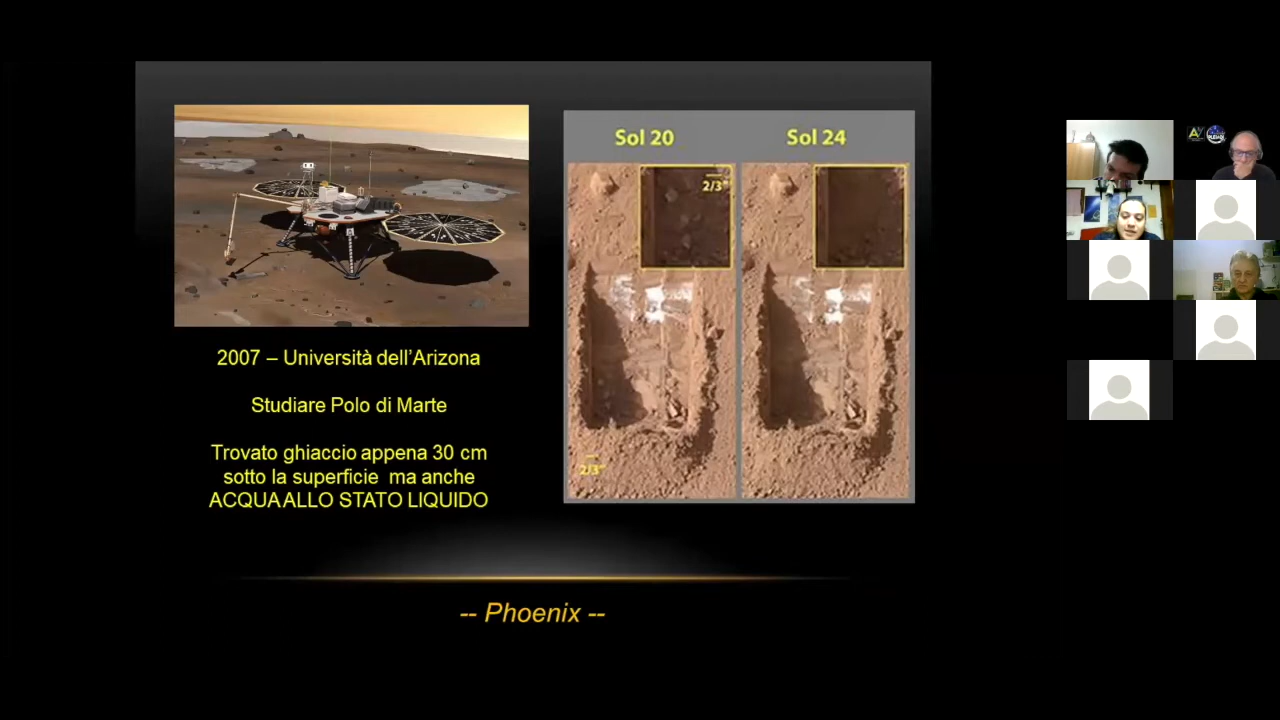 Sol 20
Sol 24
2/3"
2/3"
2007 – Università dell'Arizona
Studiare Polo di Marte
Trovato ghiaccio appena 30 cm
sotto la superficie ma anche
ACQUA ALLO STATO LIQUIDO
-- Phoenix --